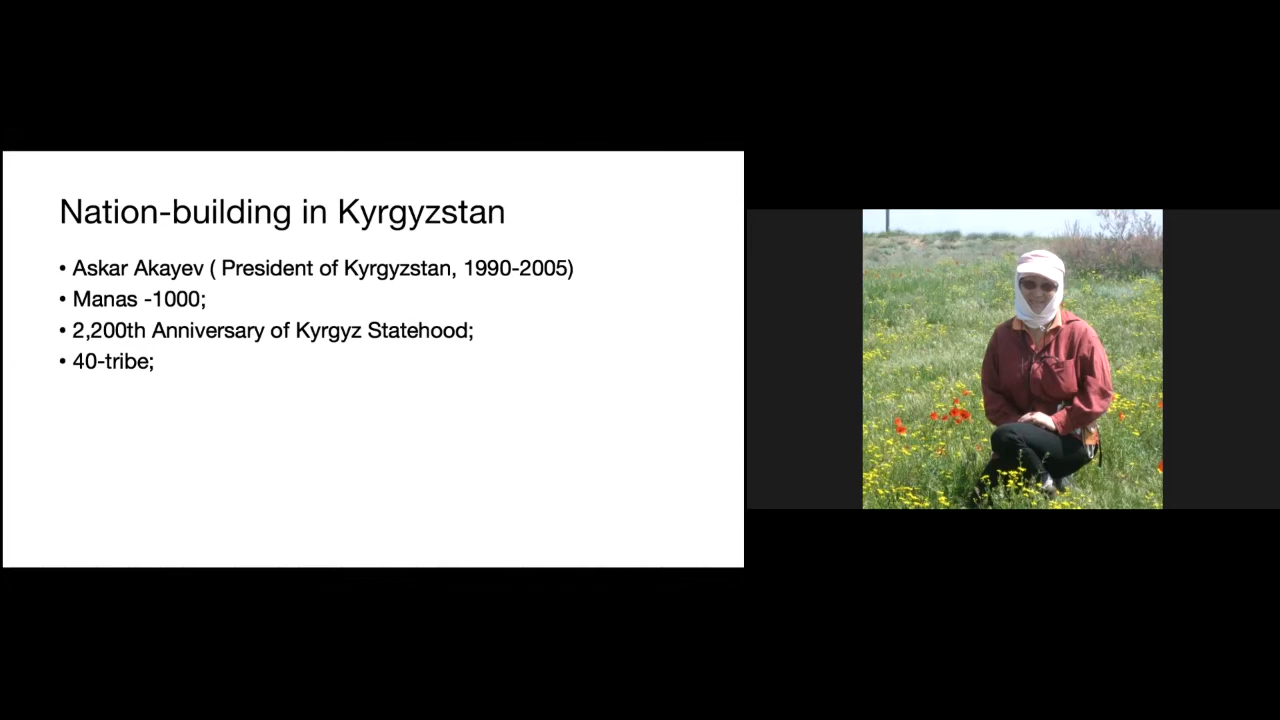 Nation-building in Kyrgyzstan
• Askar Akayev ( President of Kyrgyzstan, 1990-2005)
• Manas -1000;
• 2,200th Anniversary of Kyrgyz Statehood;
• 40-tribe;